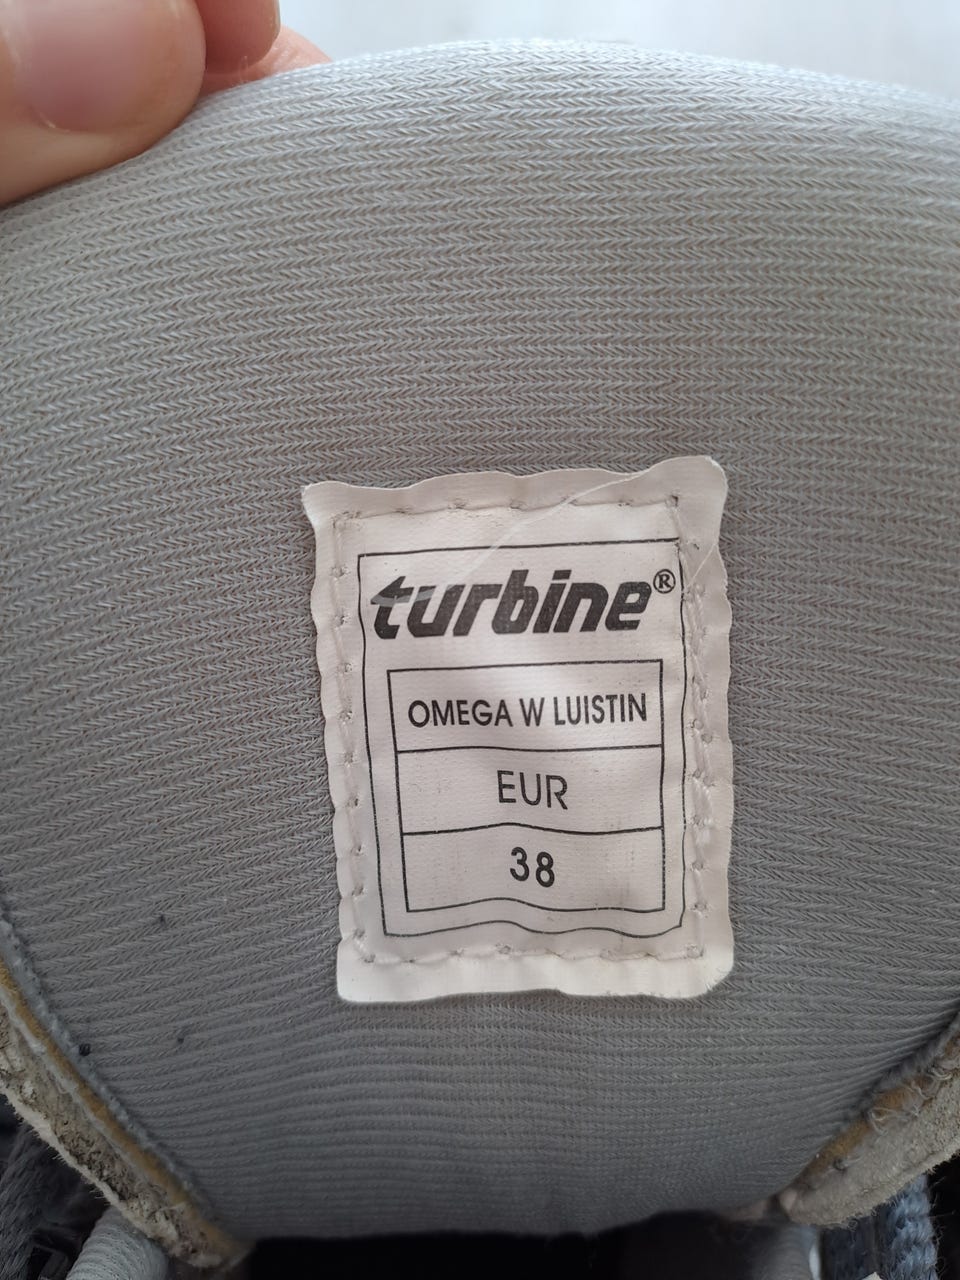 turbine®
OMEGA W LUISTIN
EUR
38